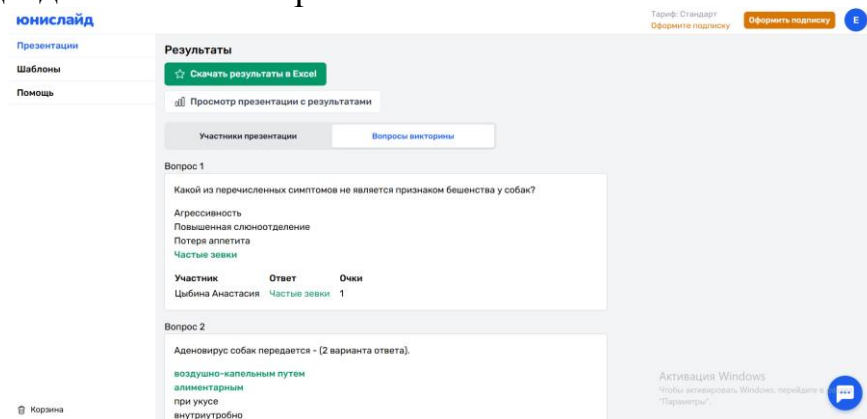 юнислайд
Тариф: Стандарт
Оформите подписку
Оформить подписку
Е
Презентации
Шаблоны
Помощь
Результаты
Скачать результаты в Excel
Просмотр презентации с результатами
Участники презентации
Вопросы викторины
Вопрос 1
Какой из перечисленных симптомов не является признаком бешенства у собак?
Агрессивность
Повышенная слюноотделение
Потеря аппетита
Частые зевки
Участник Ответ Очки
Цыбина Анастасия Частые зевки 1
Вопрос 2
Аденовирус собак передается - (2 варианта ответа).
воздушно-капельным путем
алиментарным
при укусе
внутриутробно
Активация Windows
Чтобы активировать Windows, перейдите в
"Параметры".
Корзина